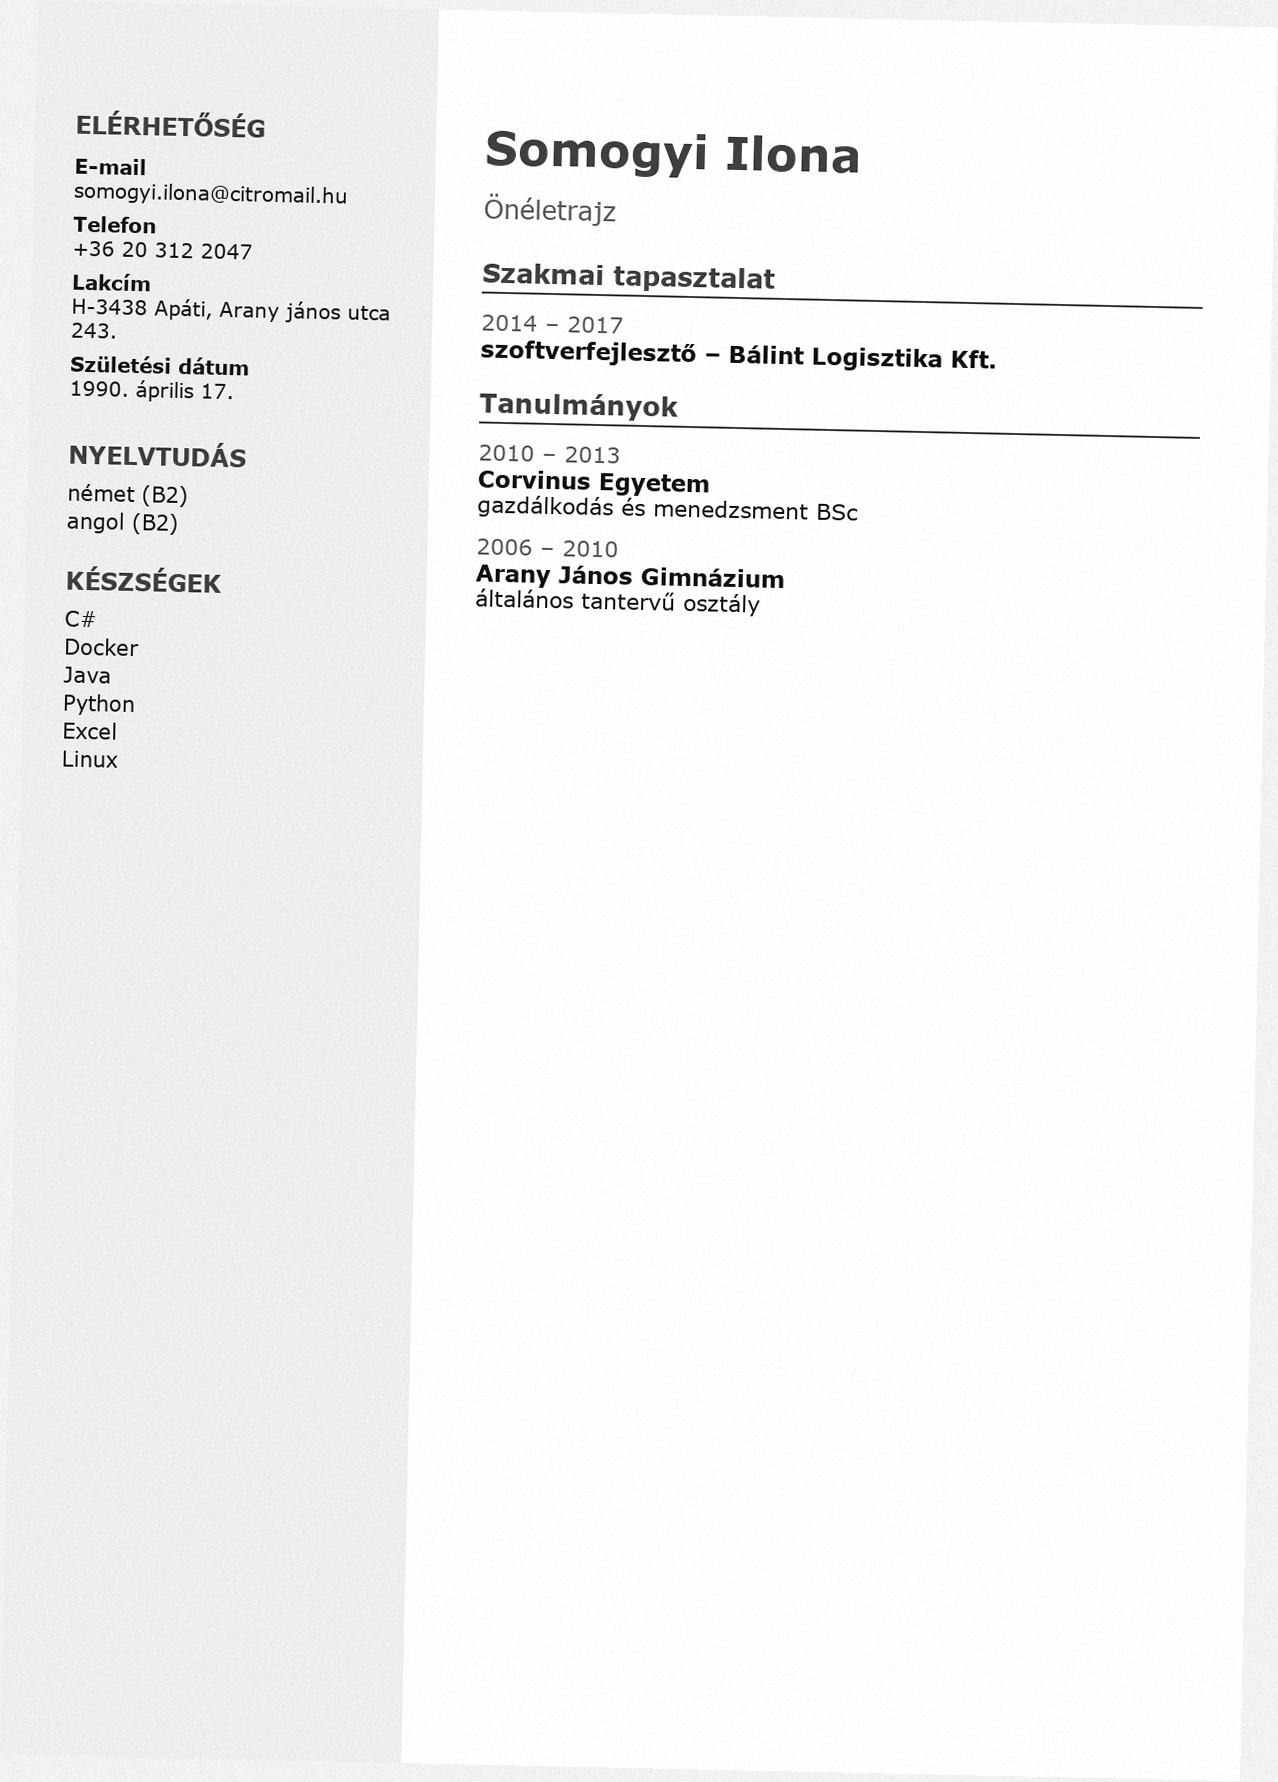 ELÉRHETŐSÉG
E-mail
somogyi.ilona@citromail.hu
Telefon
+36 20 312 2047
Lakcím
H-3438 Apáti, Arany jános utca
243.
Születési dátum
1990. április 17.
NYELVTUDÁS
német (B2)
angol (B2)
KÉSZSÉGEK
C#
Docker
Java
Python
Excel
Linux
Somogyi Ilona
Önéletrajz
Szakmai tapasztalat
2014 – 2017
szoftverfejlesztő – Bálint Logisztika Kft.
Tanulmányok
2010 – 2013
Corvinus Egyetem
gazdálkodás és menedzsment BSc
2006 – 2010
Arany János Gimnázium
általános tantervű osztály